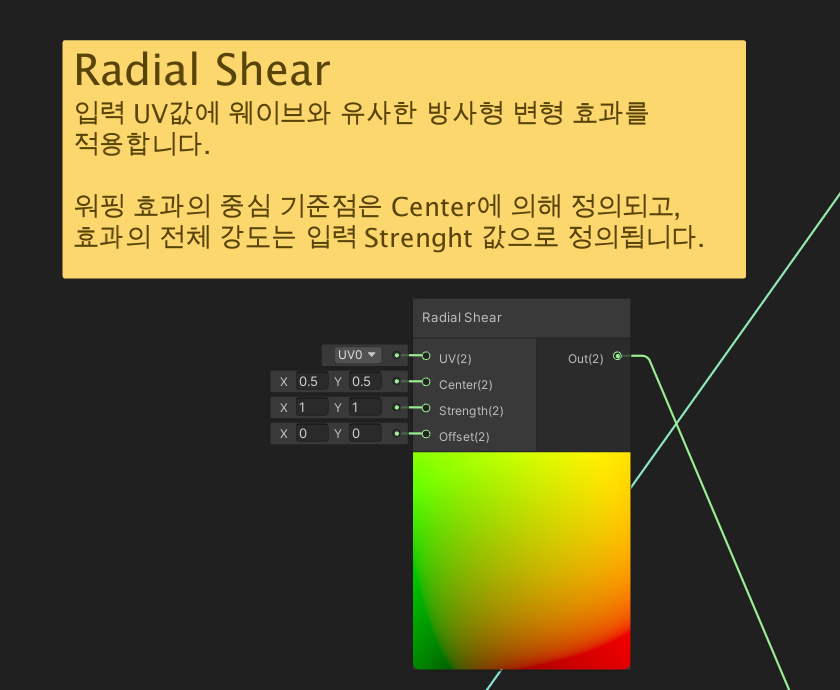 Radial Shear
입력 UV값에 웨이브와 유사한 방사형 변형 효과를
적용합니다.
워핑 효과의 중심 기준점은 Center에 의해 정의되고,
효과의 전체 강도는 입력 Strenght 값으로 정의됩니다.
Radial Shear
UV0 UV(2) Out(2)
X 0.5 Y 0.5 Center(2)
X 1 Y 1 Strength(2)
X 0 Y 0 Offset(2)